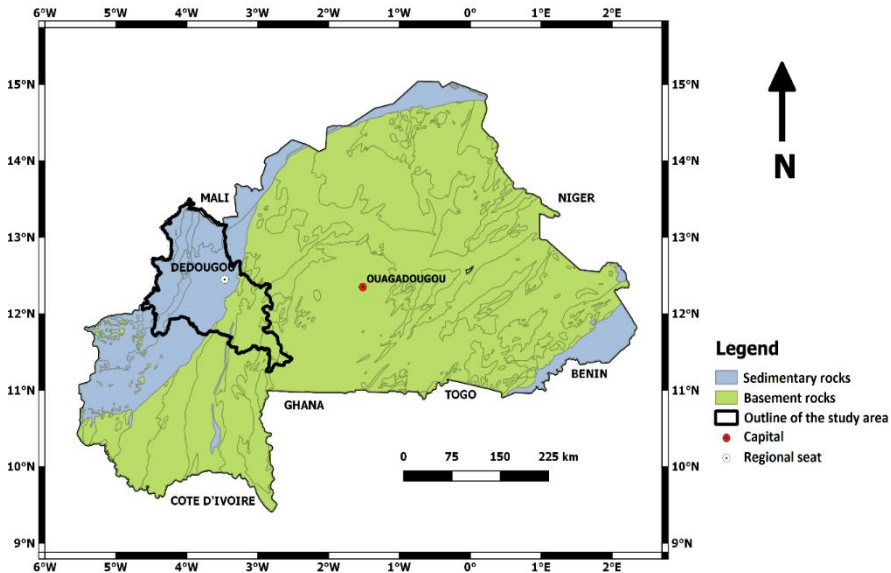 6°W 5°W 4°W 3°W 2°W 1°W 0°W 1°E 2°E
15°N 15°N
14°N 14°N
N
MALI
NIGER
13°N 13°N
DEDOUGOU
OUAGADOUGOU
12°N 12°N
Legend
BENIN
Sedimentary rocks
11°N 11°N
TOGO
Basement rocks
GHANA
Outline of the study area
Capital
0 75 150 225 km
Regional seat
10°N 10°N
COTE D'IVOIRE
9°N 9°N
6°W 5°W 4°W 3°W 2°W 1°W 0°W 1°E 2°E